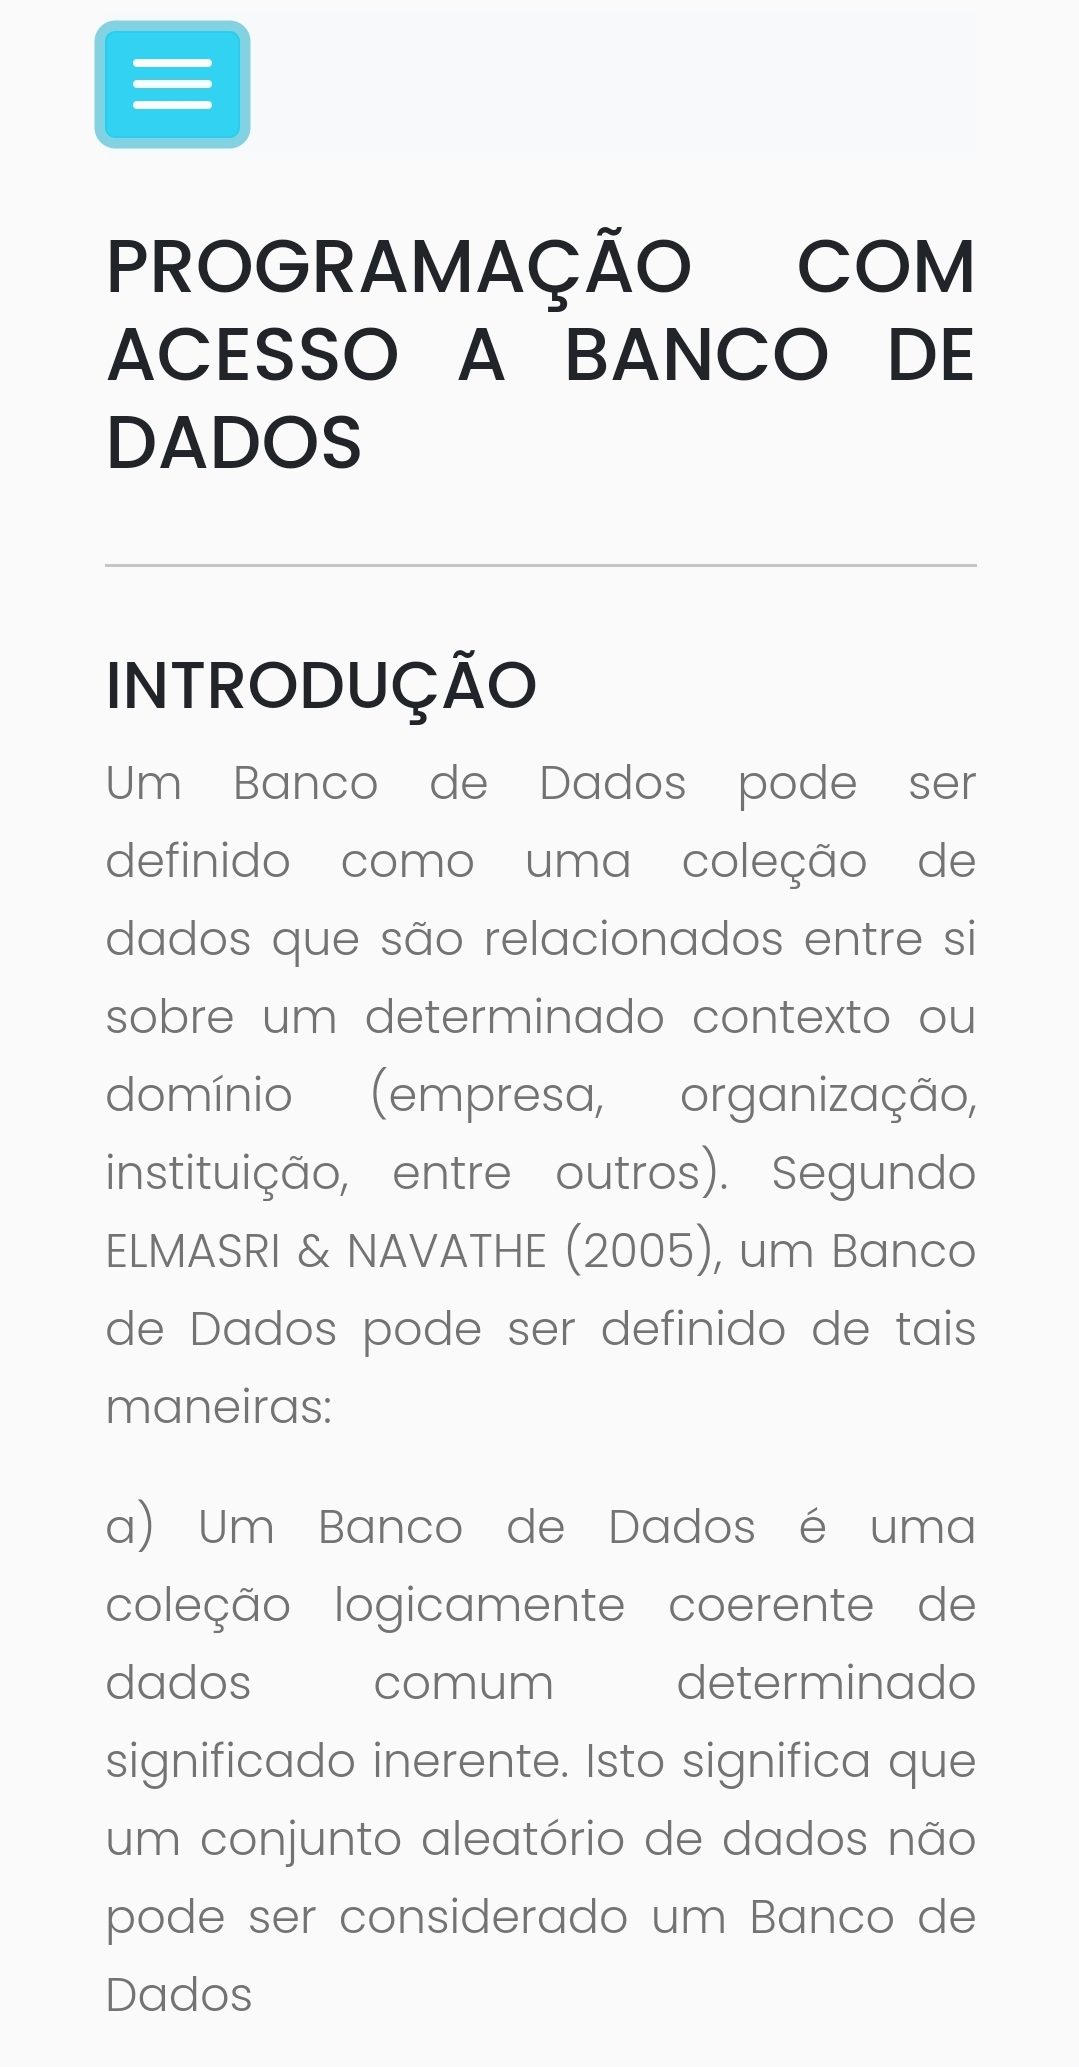 PROGRAMAÇÃO COM
ACESSO A BANCO DE
DADOS
INTRODUÇÃO
Um Banco de Dados pode ser
definido como uma coleção de
dados que são relacionados entre si
sobre um determinado contexto ou
domínio (empresa, organização,
instituição, entre outros). Segundo
ELMASRI & NAVATHE (2005), um Banco
de Dados pode ser definido de tais
maneiras:
a) Um Banco de Dados é uma
coleção logicamente coerente de
dados comum determinado
significado inerente. Isto significa que
um conjunto aleatório de dados não
pode ser considerado um Banco de
Dados